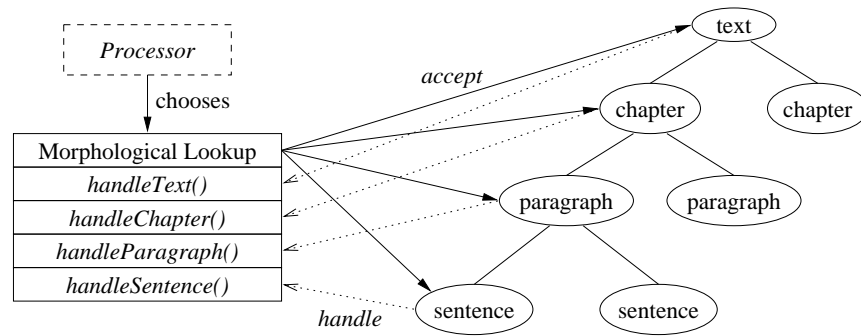 text
Processor
accept
chooses
chapter
chapter
Morphological Lookup
handleText()
handleChapter()
handleParagraph()
handleSentence()
paragraph
paragraph
handle
sentence
sentence